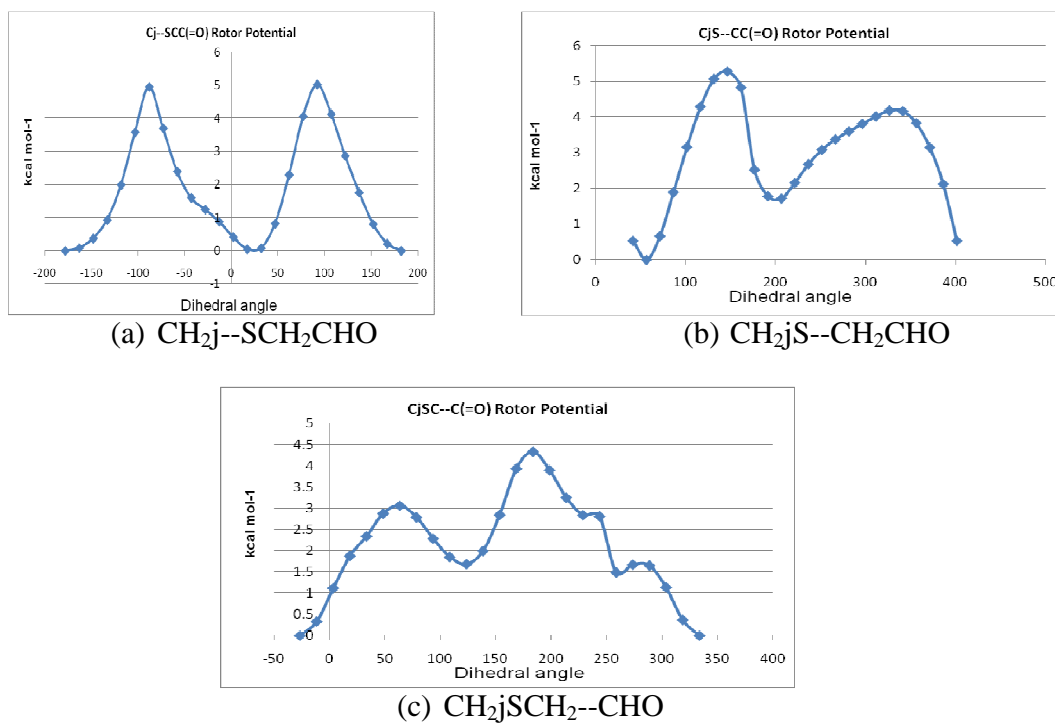 Cj--SCC(=O) Rotor Potential
6
5
4
3
2
1
0
-1
-200 -150 -100 -50 0 50 100 150 200
kcal mol-1
Dihedral angle
(a) CH₂j--SCH₂CHO
CjS--CC(=O) Rotor Potential
6
5
4
3
2
1
0
0 100 200 300 400 500
kcal mol-1
Dihedral angle
(b) CH₂jS--CH₂CHO
CjSC--C(=O) Rotor Potential
5
4.5
4
3.5
3
2.5
2
1.5
1
0.5
0
-50 0 50 100 150 200 250 300 350 400
kcal mol-1
Dihedral angle
(c) CH₂jSCH₂--CHO